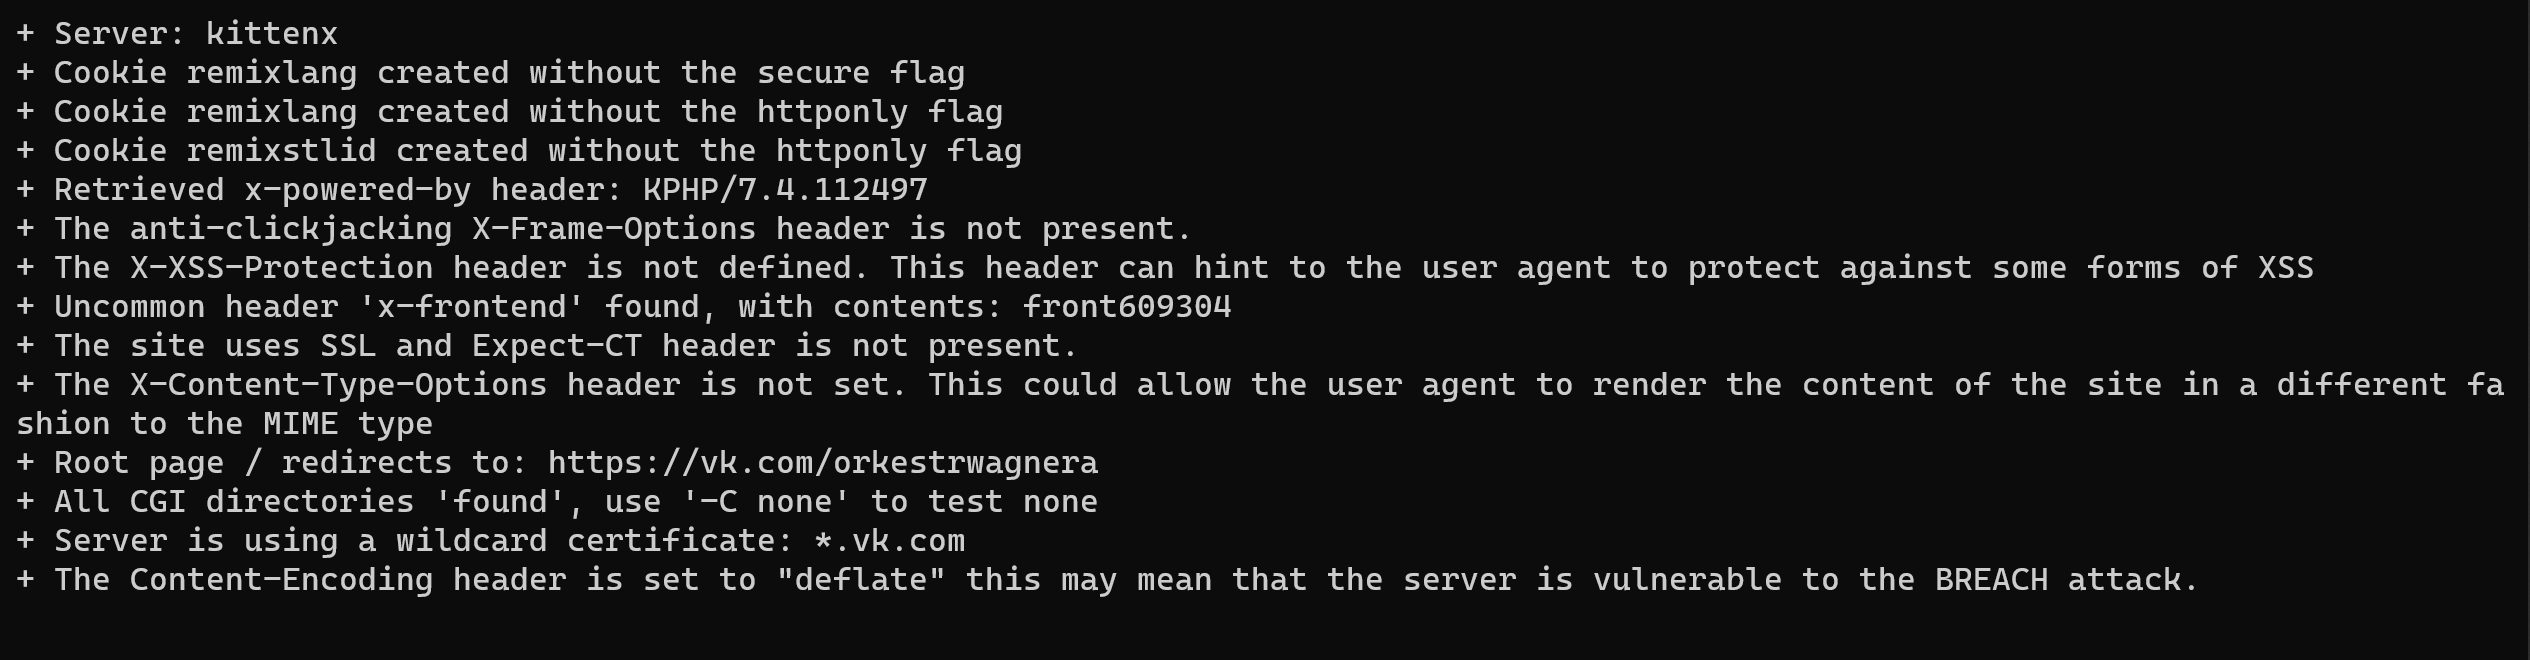 + Server: kittenx
+ Cookie remixlang created without the secure flag
+ Cookie remixlang created without the httponly flag
+ Cookie remixstlid created without the httponly flag
+ Retrieved x-powered-by header: KPHP/7.4.112497
+ The anti-clickjacking X-Frame-Options header is not present.
+ The X-XSS-Protection header is not defined. This header can hint to the user agent to protect against some forms of XSS
+ Uncommon header 'x-frontend' found, with contents: front609304
+ The site uses SSL and Expect-CT header is not present.
+ The X-Content-Type-Options header is not set. This could allow the user agent to render the content of the site in a different fa
shion to the MIME type
+ Root page / redirects to: https://vk.com/orkestrwagnera
+ All CGI directories 'found', use '-C none' to test none
+ Server is using a wildcard certificate: *.vk.com
+ The Content-Encoding header is set to "deflate" this may mean that the server is vulnerable to the BREACH attack.